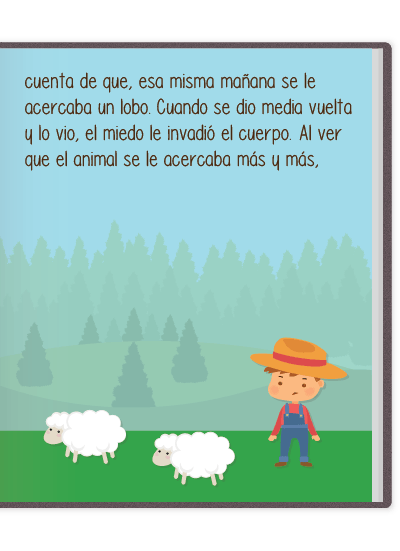 cuenta de que, esa misma mañana se le
acercaba un lobo. Cuando se dio media vuelta
y lo vio, el miedo le invadió el cuerpo. Al ver
que el animal se le acercaba más y más,